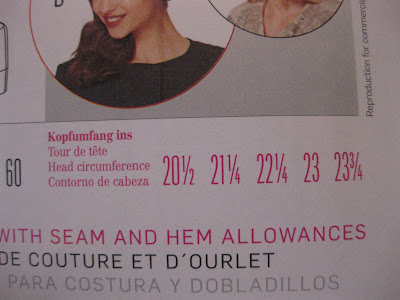 B
Reproduction for commercia
Kopfumfang ins
Tour de tête
Head circumference
Contorno de cabeza
60 20½ 21¼ 22¼ 23 23¾
WITH SEAM AND HEM ALLOWANCES
DE COUTURE ET D´OURLET
PARA COSTURA Y DOBLADILLOS